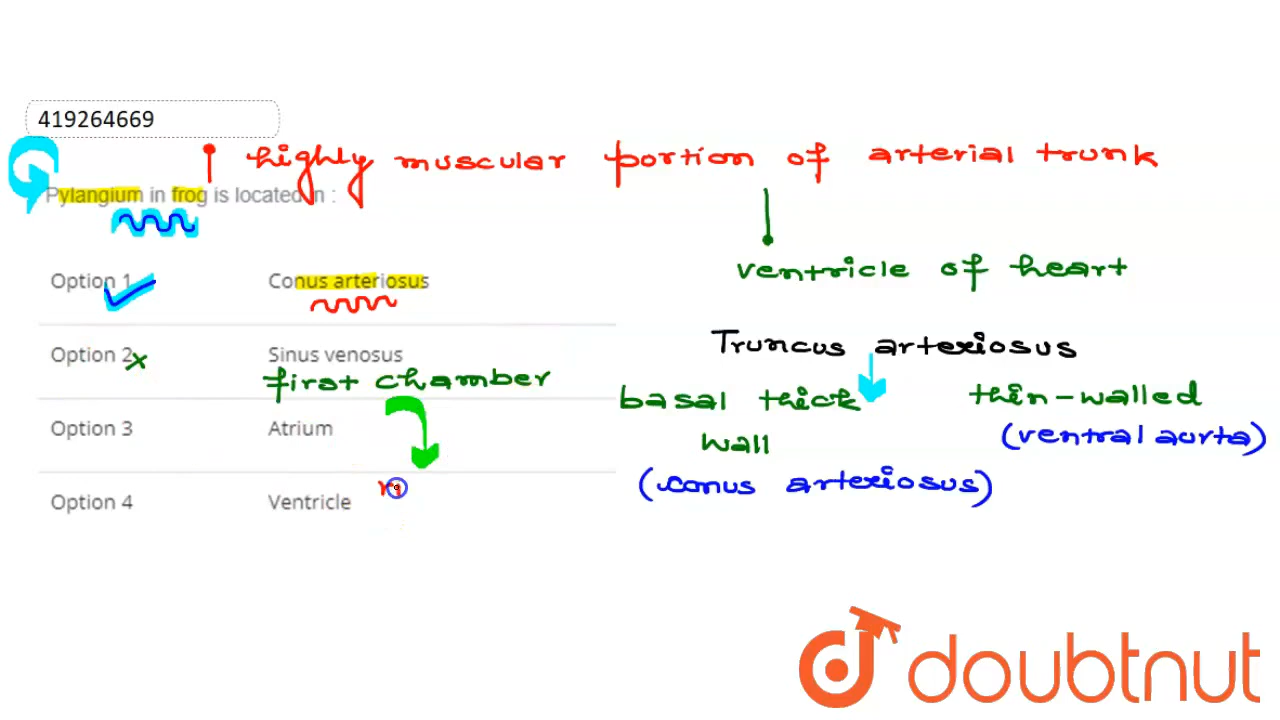 419264669
highly muscular portion of arterial trunk
Pylangium in frog is located in :
ventricle of heart
Option 1 Conus arteriosus
Truncus arteriosus
Option 2 x Sinus venosus
first chamber
basal thick wall
thin-walled
(ventral aorta)
(conus arteriosus)
Option 3 Atrium
Option 4 Ventricle
doubtnut